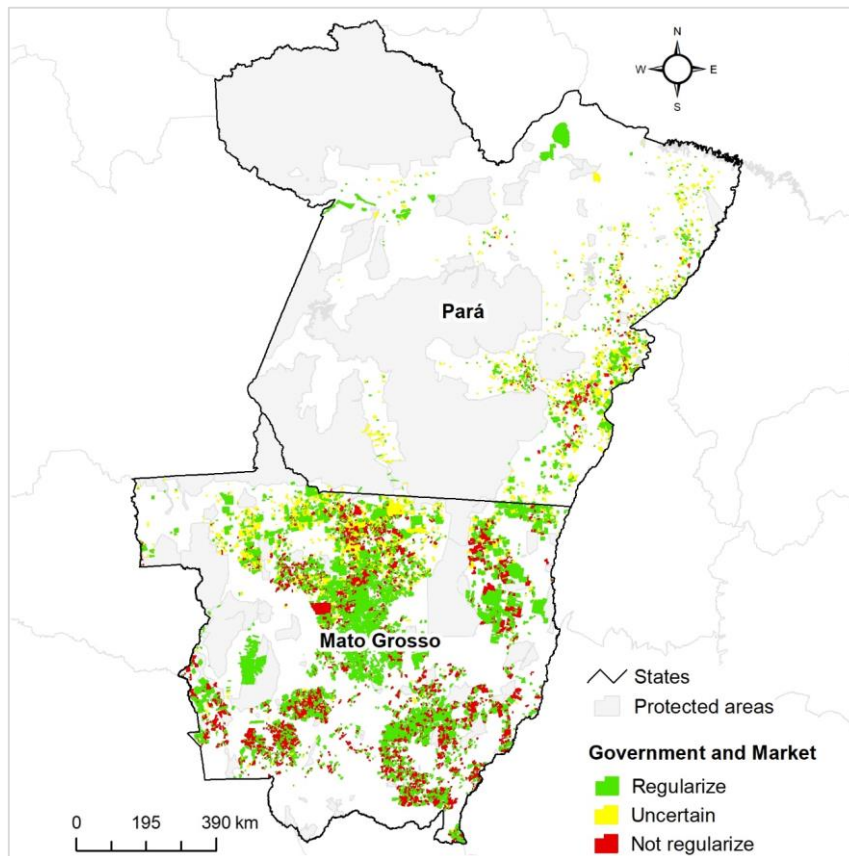 N
W E
S
Pará
Mato Grosso
States
Protected areas
Government and Market
Regularize
Uncertain
Not regularize
0 195 390 km